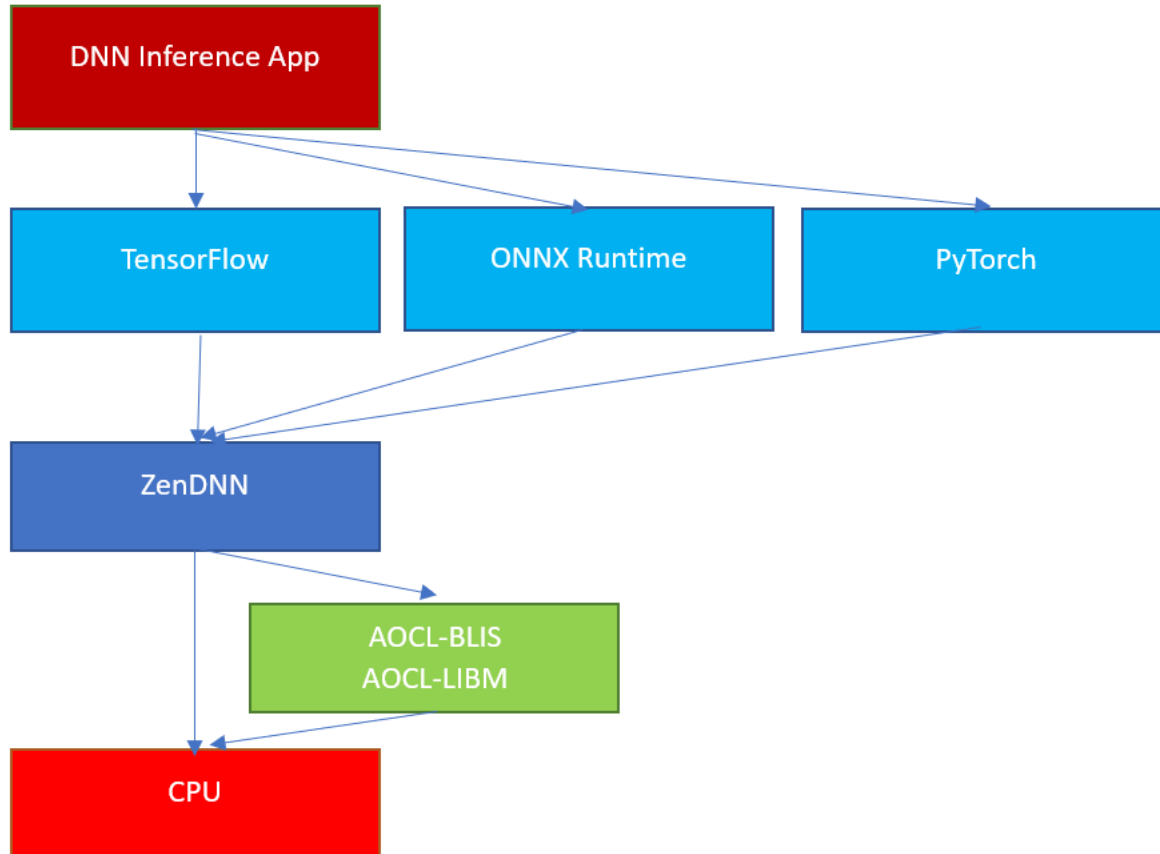 DNN Inference App
TensorFlow
ONNX Runtime
PyTorch
ZenDNN
AOCL-BLIS
AOCL-LIBM
CPU